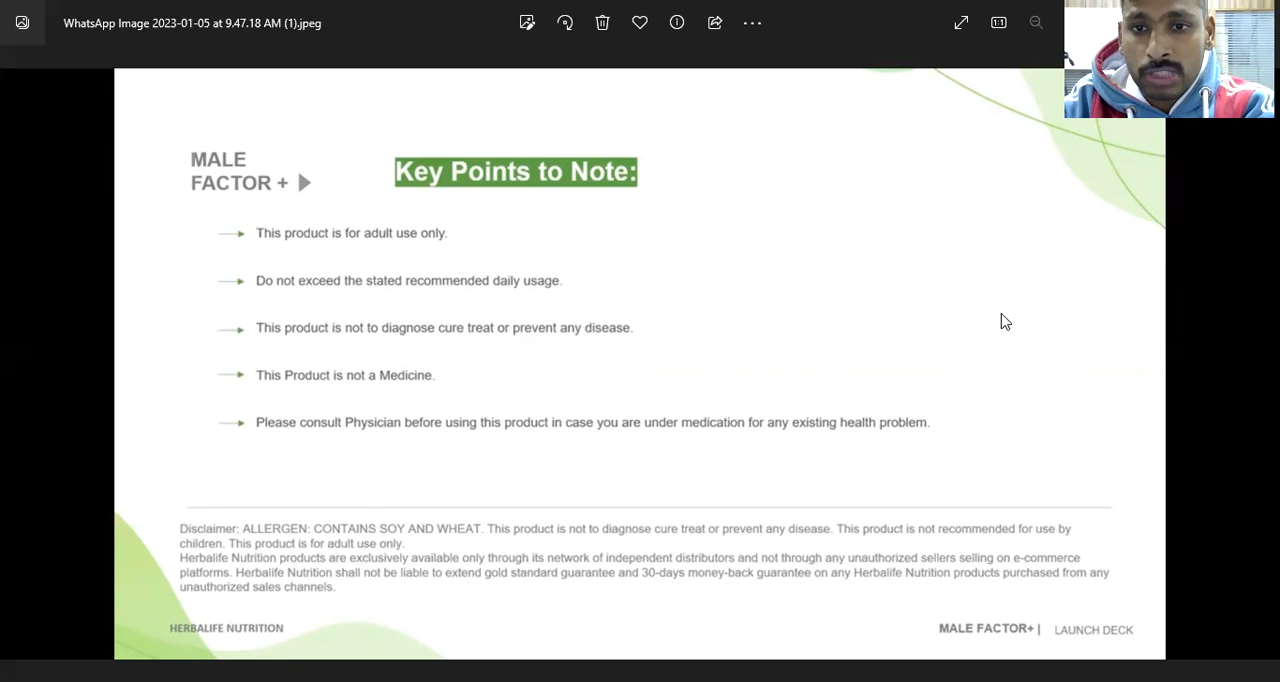 WhatsApp Image 2023-01-05 at 9.47.18 AM (1).jpeg
1:1
MALE
FACTOR +
Key Points to Note:
This product is for adult use only.
Do not exceed the stated recommended daily usage.
This product is not to diagnose cure treat or prevent any disease.
This Product is not a Medicine.
Please consult Physician before using this product in case you are under medication for any existing health problem.
Disclaimer: ALLERGEN: CONTAINS SOY AND WHEAT. This product is not to diagnose cure treat or prevent any disease. This product is not recommended for use by
children. This product is for adult use only.
Herbalife Nutrition products are exclusively available only through its network of independent distributors and not through any unauthorized sellers selling on e-commerce
platforms. Herbalife Nutrition shall not be liable to extend gold standard guarantee and 30-days money-back guarantee on any Herbalife Nutrition products purchased from any
unauthorized sales channels.
HERBALIFE NUTRITION
MALE FACTOR+ | LAUNCH DECK